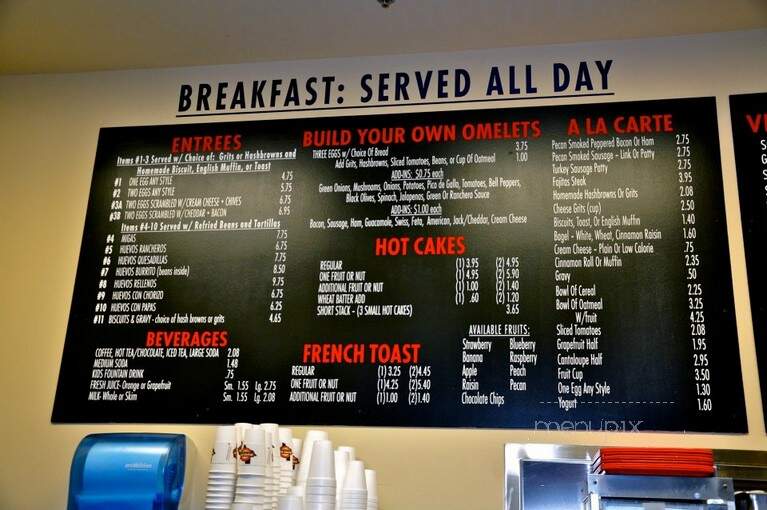 BREAKFAST: SERVED ALL DAY
ENTREES
Items #1-3 Served w/ Choice of: Grits or Hashbrowns and
Homemade Biscuit, English Muffin, or Toast
#1 ONE EGG ANY STYLE 4.75
#2 TWO EGGS ANY STYLE 5.75
#3A TWO EGGS SCRAMBLED W/ CREAM CHEESE + CHIVES 6.75
#3B TWO EGGS SCRAMBLED W/CHEDDAR + BACON 6.95
Items #4-10 Served w/ Refried Beans and Tortillas
#4 MIGAS 7.75
#5 HUEVOS RANCHEROS 6.75
#6 HUEVOS QUESADILLAS 7.75
#7 HUEVOS BURRITO (beans inside) 8.50
#8 HUEVOS RELLENOS 9.75
#9 HUEVOS CON CHORIZO 6.75
#10 HUEVOS CON PAPAS 6.25
#11 BISCUITS & GRAVY - choice of hash browns or grits 4.65
BEVERAGES
COFFEE, HOT TEA/CHOCOLATE, ICED TEA, LARGE SODA 2.08
MEDIUM SODA 1.48
KIDS FOUNTAIN DRINK .75
FRESH JUICE- Orange or Grapefruit Sm. 1.55 Lg. 2.75
MILK- Whole or Skim Sm. 1.55 Lg. 2.08
BUILD YOUR OWN OMELETS
THREE EGGS w/ Choice Of Bread 3.75
Add Grits, Hashbrowns, Sliced Tomatoes, Beans, or Cup Of Oatmeal 1.00
ADD-INS: $0.75 each
Green Onions, Mushrooms, Onions, Potatoes, Pica de Gallo, Tomatoes, Bell Peppers,
Black Olives, Spinach, Jalapenos, Green Or Ranchero Sauce
ADD-INS: $1.00 each
Bacon, Sausage, Ham, Guacamole, Swiss, Feta, American, Jack/Cheddar, Cream Cheese
HOT CAKES
REGULAR (1) 3.95 (2) 4.95
ONE FRUIT OR NUT (1) 4.95 (2) 5.90
ADDITIONAL FRUIT OR NUT (1) 1.00 (2) 1.40
WHEAT BATTER ADD (1) .60 (2) 1.20
SHORT STACK - (3 SMALL HOT CAKES) 3.65
FRENCH TOAST
REGULAR (1) 3.25 (2) 4.45
ONE FRUIT OR NUT (1) 4.25 (2) 5.40
ADDITIONAL FRUIT OR NUT (1) 1.00 (2) 1.40
AVAILABLE FRUITS:
Strawberry Blueberry
Banana Raspberry
Apple Peach
Raisin Pecan
Chocolate Chips
A LA CARTE
Pecan Smoked Peppered Bacon Or Ham 2.75
Pecan Smoked Sausage - Link Or Patty 2.75
Turkey Sausage Patty 2.75
Fajitas Steak 3.95
Homemade Hashbrowns Or Grits 2.08
Cheese Grits (cup) 2.50
Biscuits, Toast, Or English Muffin 1.40
Bagel - White, Wheat, Cinnamon Raisin 1.60
Cream Cheese - Plain Or Low Calorie .75
Cinnamon Roll Or Muffin 2.35
Gravy .50
Bowl Of Cereal 2.25
Bowl Of Oatmeal 3.25
W/Fruit 4.25
Sliced Tomatoes 2.08
Grapefruit Half 1.95
Cantaloupe Half 2.95
Fruit Cup 3.50
One Egg Any Style 1.30
Yogurt 1.60
menupix